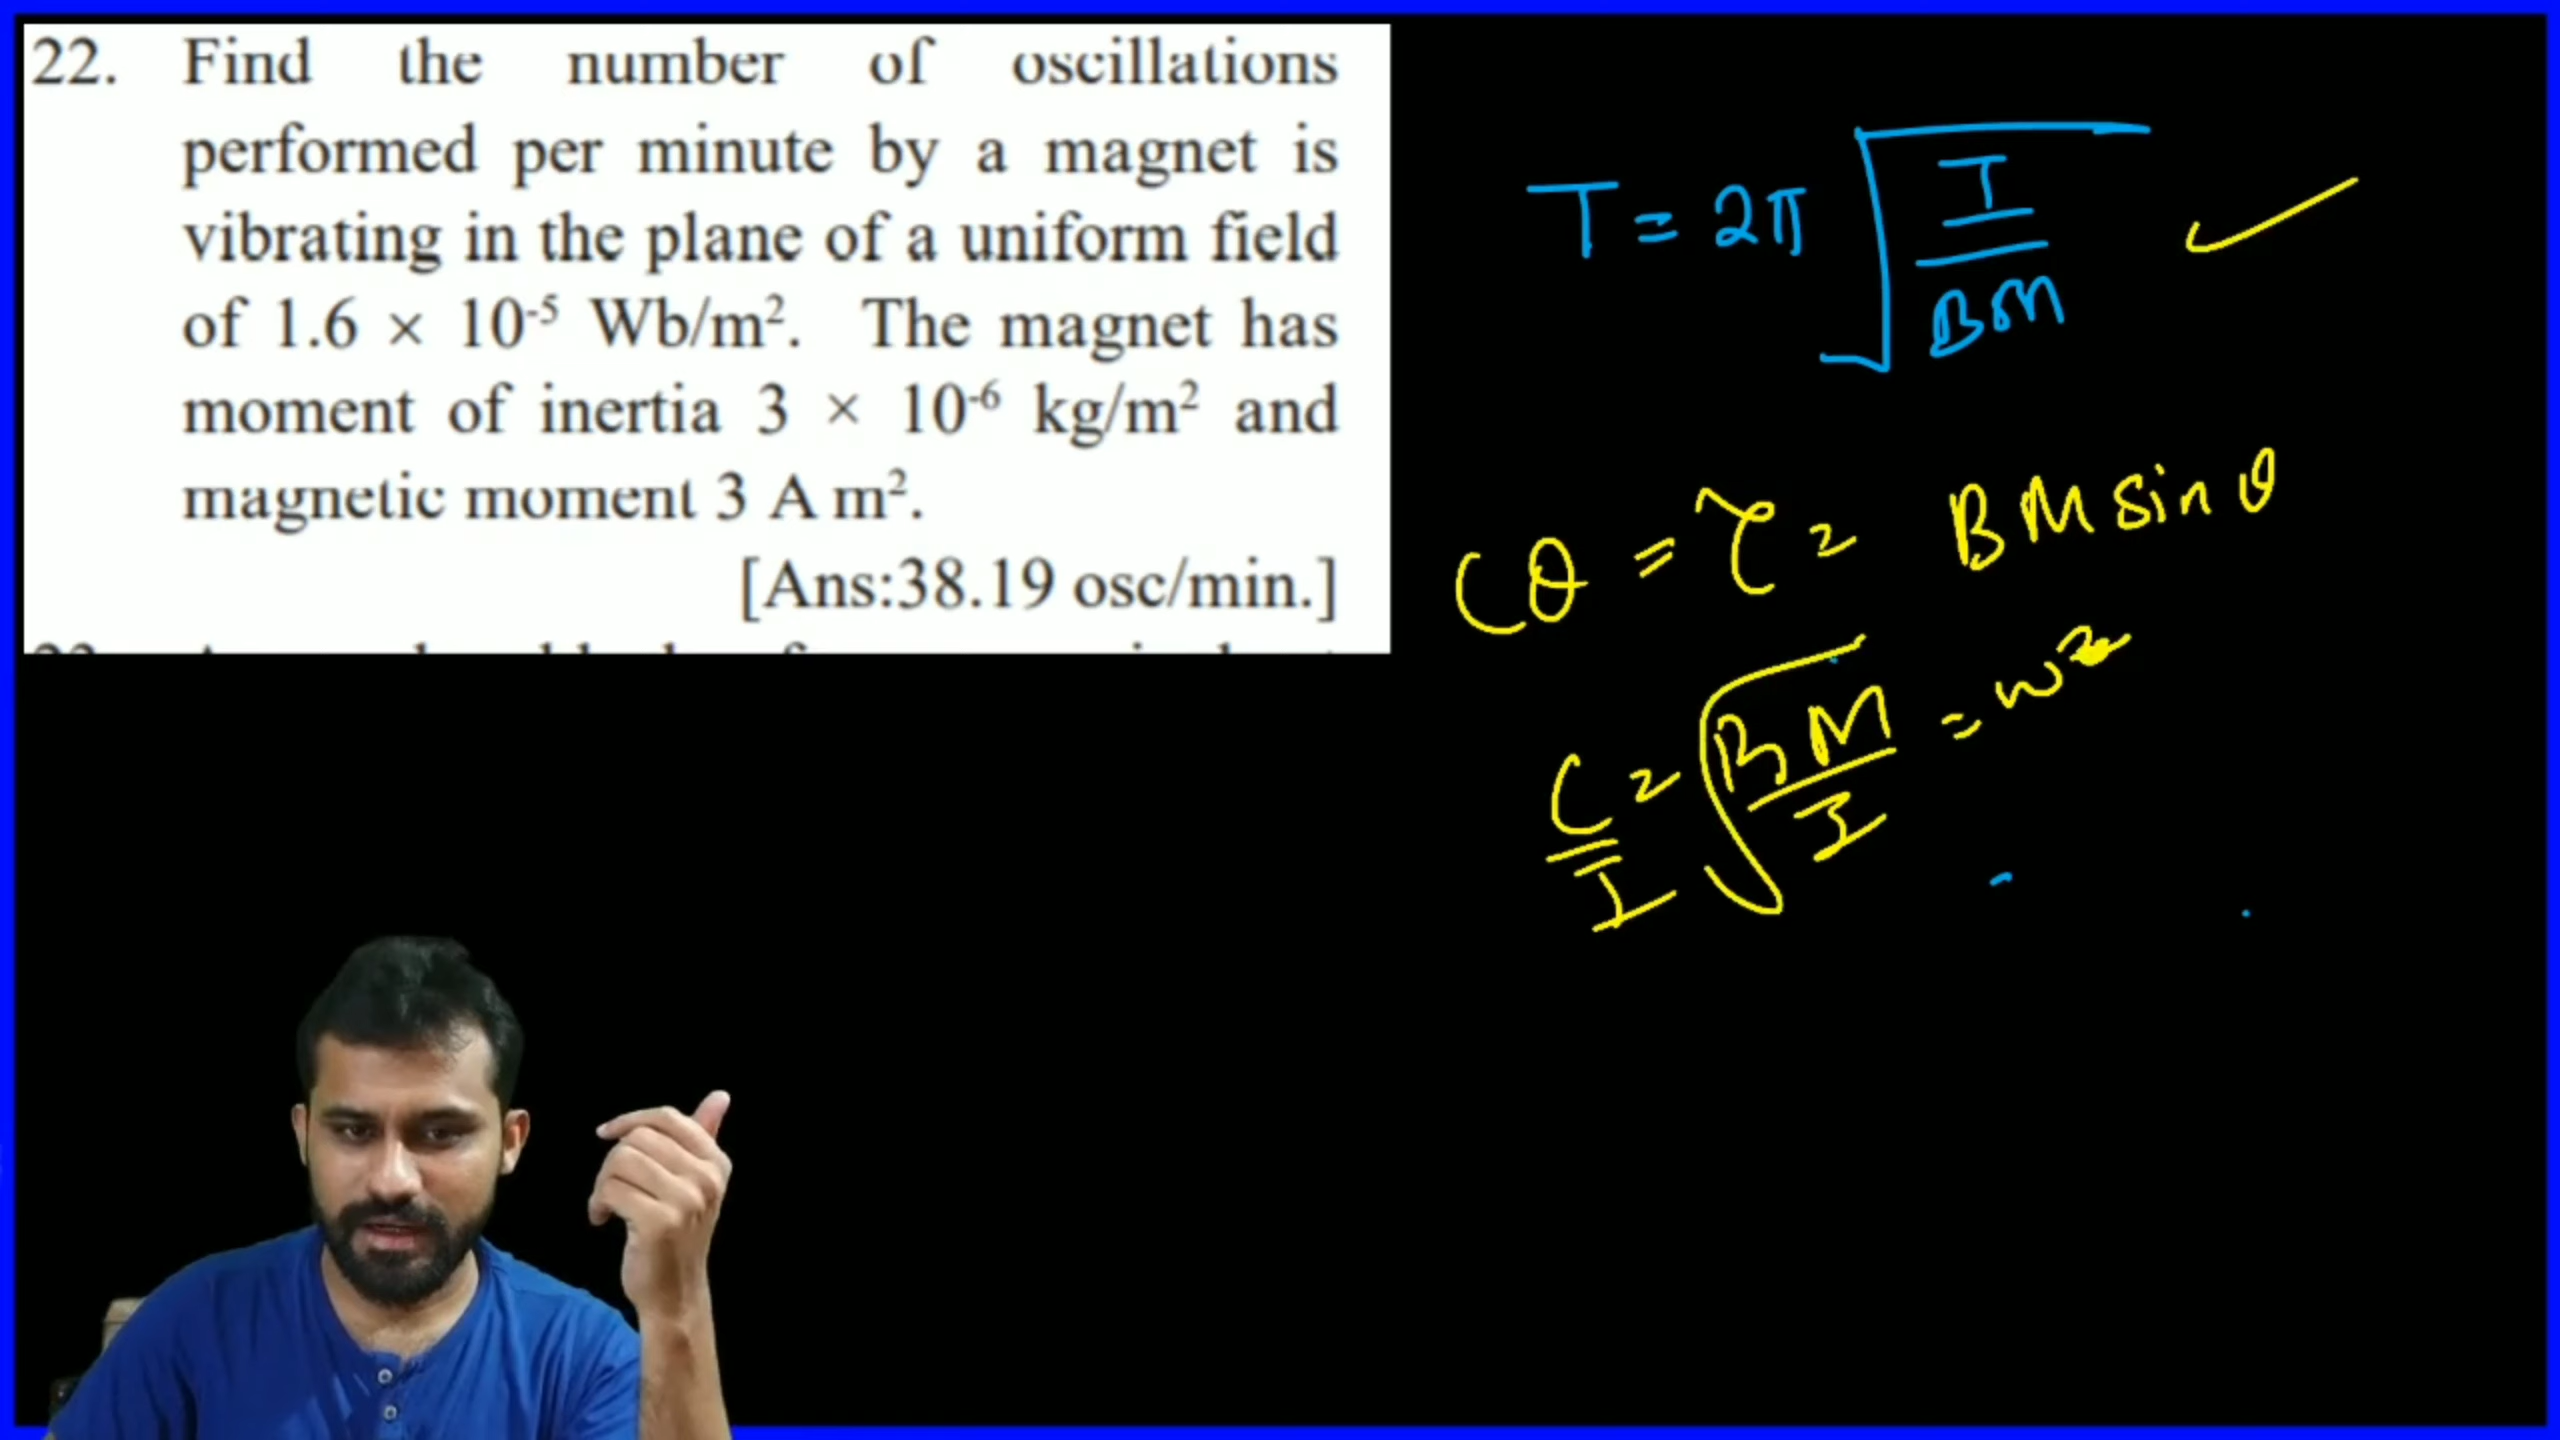 22. Find the number of oscillations
performed per minute by a magnet is
vibrating in the plane of a uniform field
of 1.6 × 10⁻⁵ Wb/m². The magnet has
moment of inertia 3 × 10⁻⁶ kg/m² and
magnetic moment 3 A m².
[Ans:38.19 osc/min.]
T = 2π √(I/BM)
Cθ = τ = BM sin θ
C/I = √(BM/I) = w²